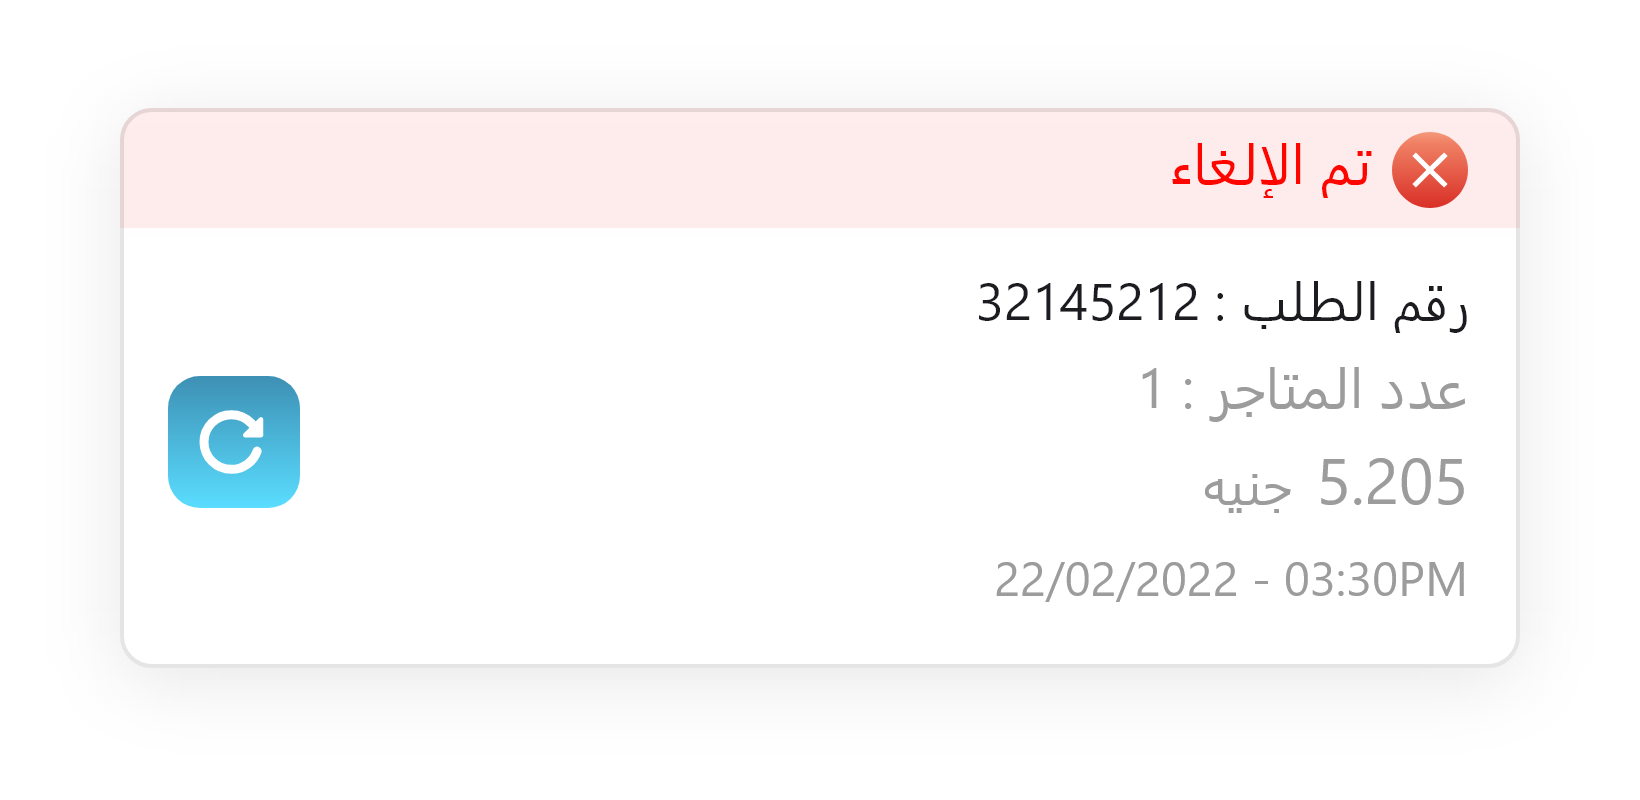 تم الإلغاء
رقم الطلب : 32145212
عدد المتاجر : 1
5.205 جنيه
22/02/2022 - 03:30PM